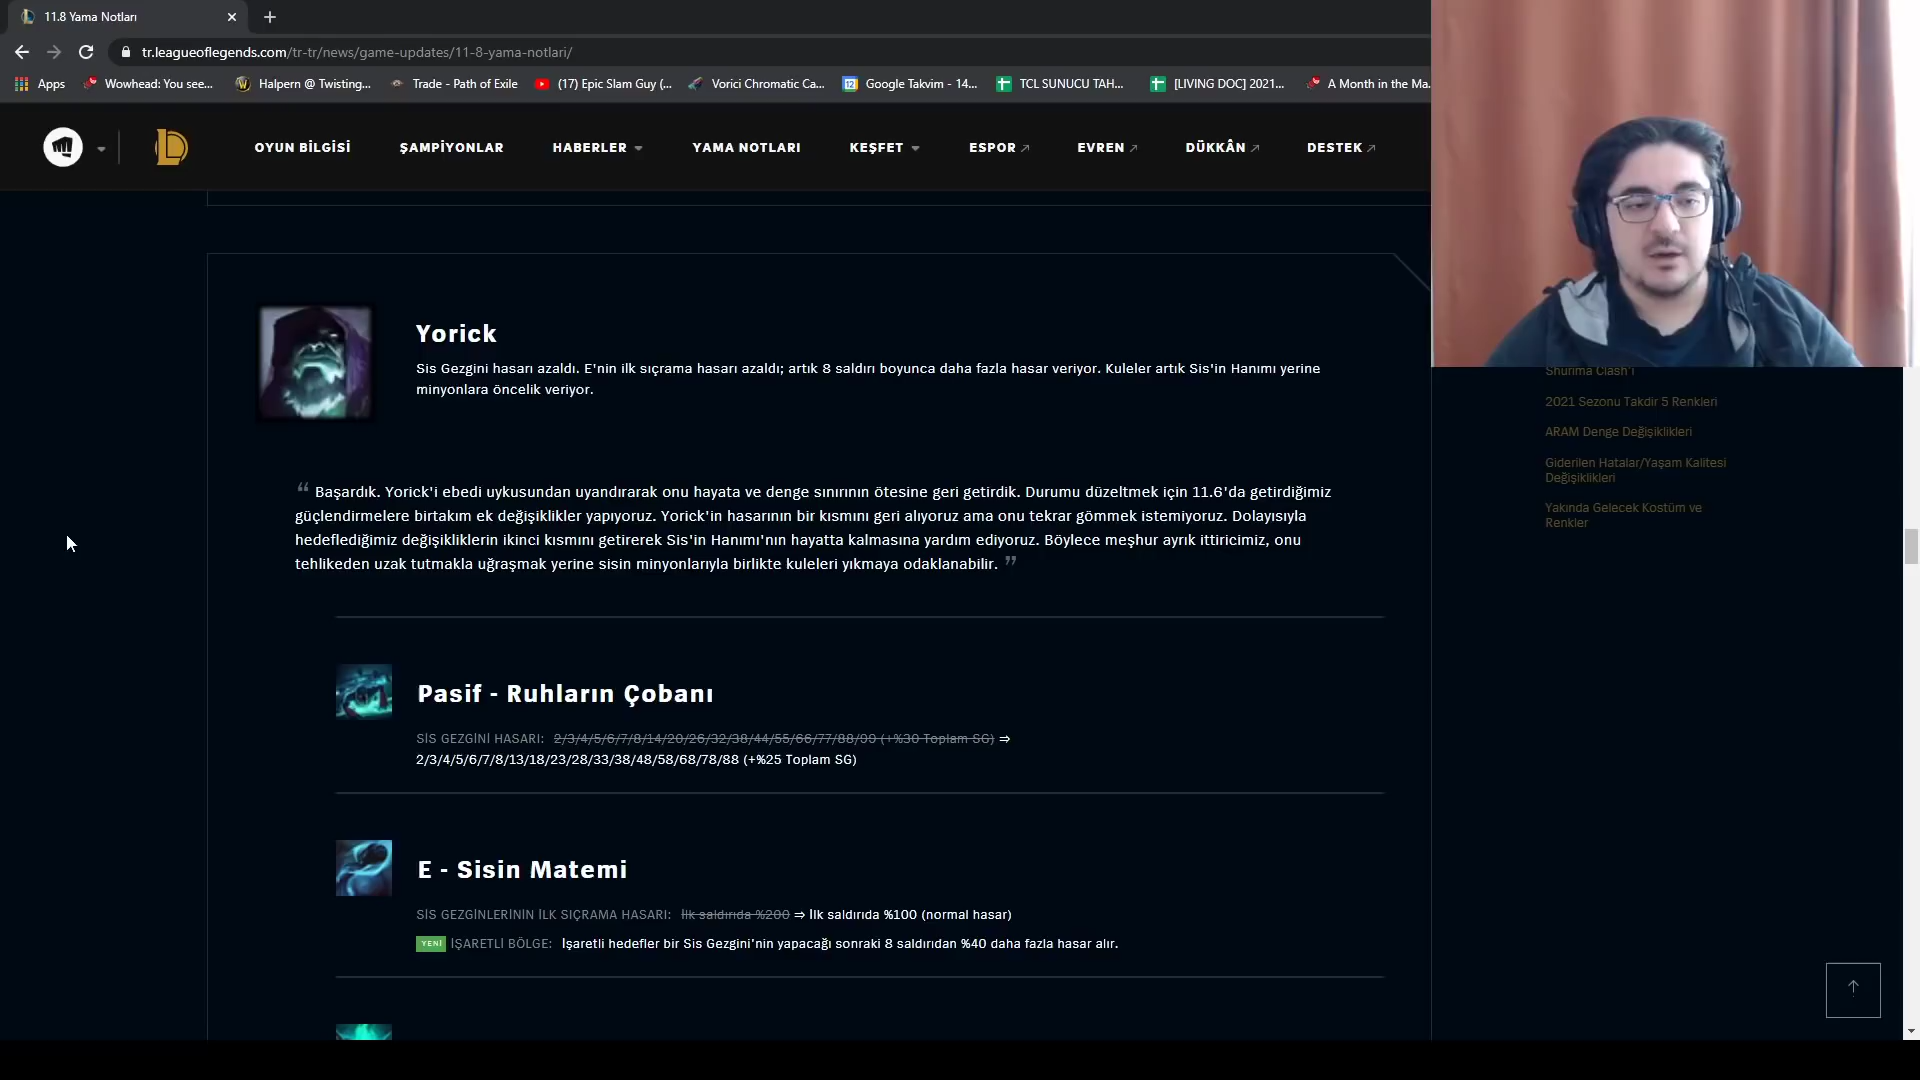 11.8 Yama Notları
tr.leagueoflegends.com/tr-tr/news/game-updates/11-8-yama-notlari/
Apps
Wowhead: You see...
Halpern @ Twisting...
Trade - Path of Exile
(17) Epic Slam Guy (...
Vorici Chromatic Ca...
Google Takvim - 14...
TCL SUNUCU TAH...
[LIVING DOC] 2021...
A Month in the Ma...
OYUN BİLGİSİ
ŞAMPİYONLAR
HABERLER
YAMA NOTLARI
KEŞFET
ESPOR
EVREN
DÜKKÂN
DESTEK
Yorick
Sis Gezgini hasarı azaldı. E'nin ilk sıçrama hasarı azaldı; artık 8 saldırı boyunca daha fazla hasar veriyor. Kuleler artık Sis'in Hanımı yerine
minyonlara öncelik veriyor.
“ Başardık. Yorick'i ebedi uykusundan uyandırarak onu hayata ve denge sınırının ötesine geri getirdik. Durumu düzeltmek için 11.6'da getirdiğimiz
güçlendirmelere birtakım ek değişiklikler yapıyoruz. Yorick'in hasarının bir kısmını geri alıyoruz ama onu tekrar gömmek istemiyoruz. Dolayısıyla
hedeflediğimiz değişikliklerin ikinci kısmını getirerek Sis'in Hanımı'nın hayatta kalmasına yardım ediyoruz. Böylece meşhur ayrık ittiricimiz, onu
tehlikeden uzak tutmakla uğraşmak yerine sisin minyonlarıyla birlikte kuleleri yıkmaya odaklanabilir. ”
Pasif - Ruhların Çobanı
SİS GEZGİNİ HASARI: 2/3/4/5/6/7/8/14/20/26/32/38/44/55/66/77/88/99 (+%30 Toplam SG) ⇒
2/3/4/5/6/7/8/13/18/23/28/33/38/48/58/68/78/88 (+%25 Toplam SG)
E - Sisin Matemi
SİS GEZGİNLERİNİN İLK SIÇRAMA HASARI: İlk saldırıda %200 ⇒ İlk saldırıda %100 (normal hasar)
YENİ İŞARETLİ BÖLGE: İşaretli hedefler bir Sis Gezgini'nin yapacağı sonraki 8 saldırıdan %40 daha fazla hasar alır.
Shurima Clash'i
2021 Sezonu Takdir 5 Renkleri
ARAM Denge Değişiklikleri
Giderilen Hatalar/Yaşam Kalitesi
Değişiklikleri
Yakında Gelecek Kostüm ve
Renkler